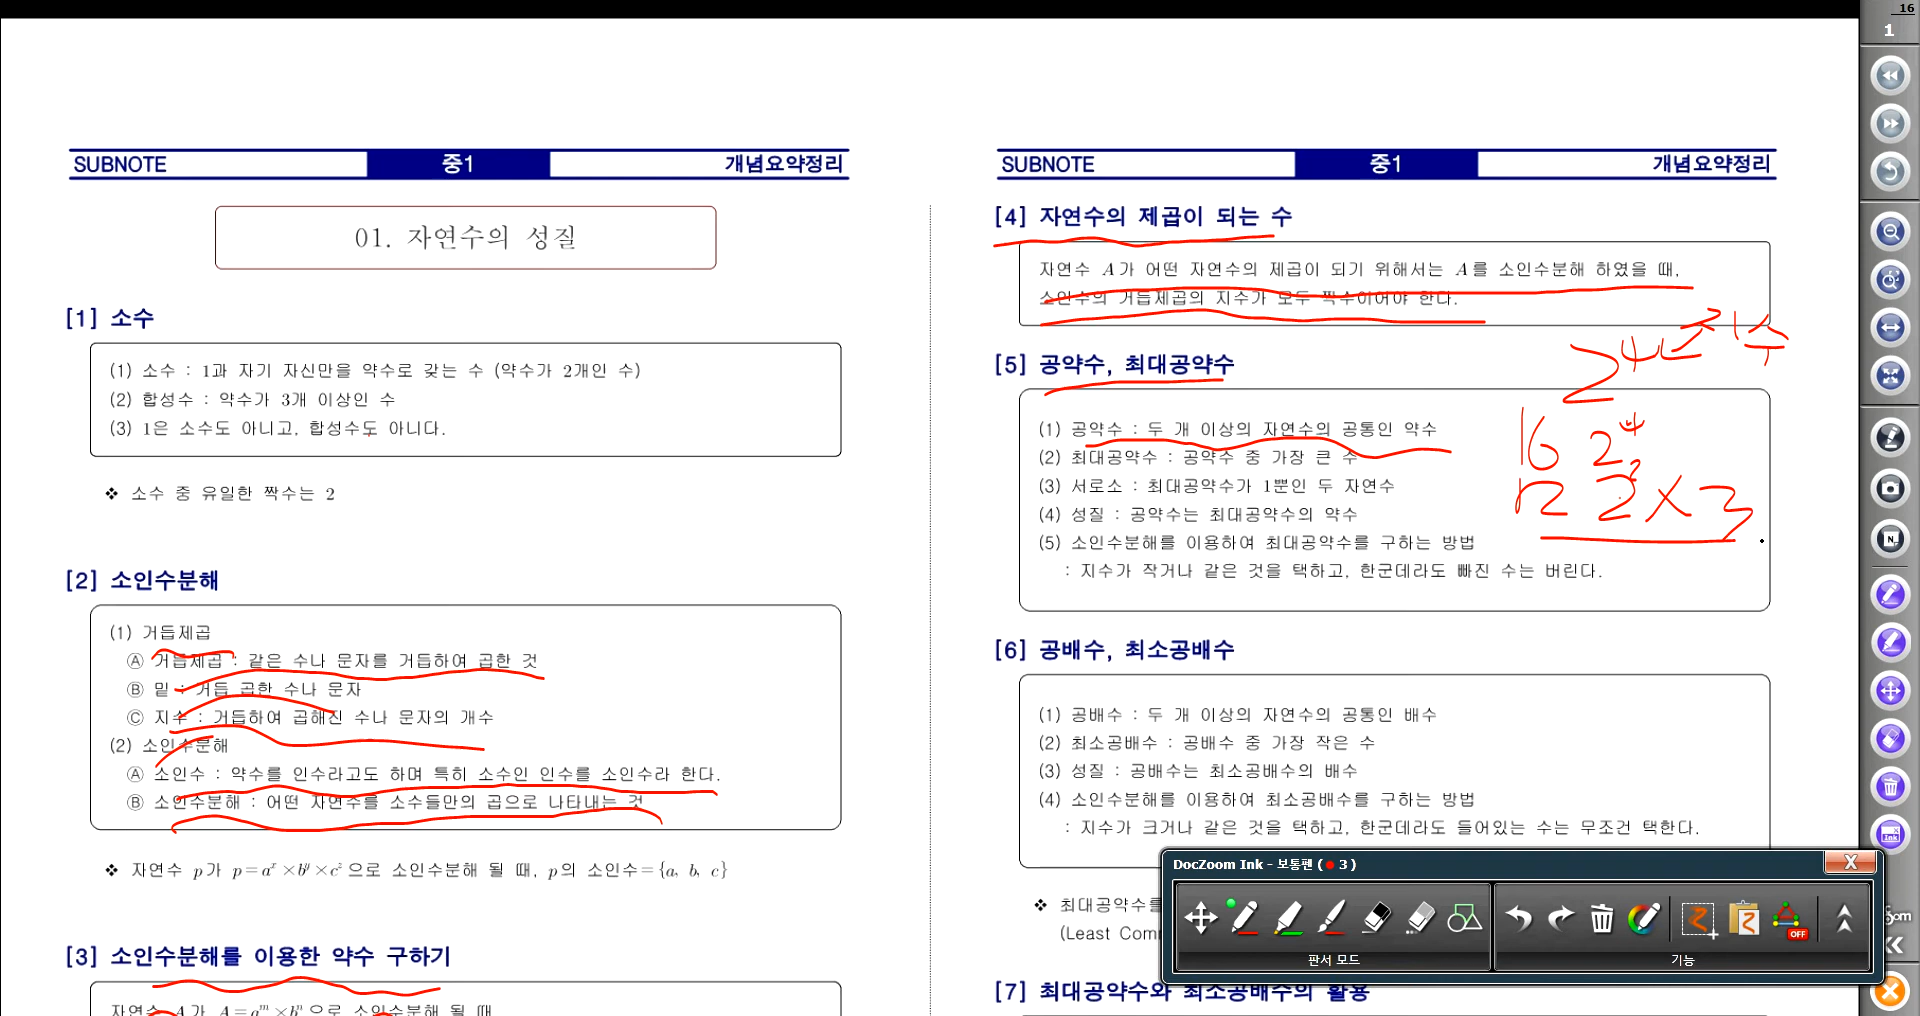 16
1
SUBNOTE 중1 개념요약정리
01. 자연수의 성질
[1] 소수
(1) 소수 : 1과 자기 자신만을 약수로 갖는 수 (약수가 2개인 수)
(2) 합성수 : 약수가 3개 이상인 수
(3) 1은 소수도 아니고, 합성수도 아니다.
❖ 소수 중 유일한 짝수는 2
[2] 소인수분해
(1) 거듭제곱
Ⓐ 거듭제곱 : 같은 수나 문자를 거듭하여 곱한 것
Ⓑ 밑 : 거듭 곱한 수나 문자
Ⓒ 지수 : 거듭하여 곱해진 수나 문자의 개수
(2) 소인수분해
Ⓐ 소인수 : 약수를 인수라고도 하며 특히 소수인 인수를 소인수라 한다.
Ⓑ 소인수분해 : 어떤 자연수를 소수들만의 곱으로 나타내는 것
❖ 자연수 p가 p=aˣ×bʸ×cᶻ으로 소인수분해 될 때, p의 소인수={a, b, c}
[3] 소인수분해를 이용한 약수 구하기
자연수 A가 A=aᵐ×bⁿ으로 소인수분해 될 때
SUBNOTE 중1 개념요약정리
[4] 자연수의 제곱이 되는 수
자연수 A가 어떤 자연수의 제곱이 되기 위해서는 A를 소인수분해 하였을 때,
소인수의 거듭제곱의 지수가 모두 짝수이어야 한다.
2⁴ 지수
[5] 공약수, 최대공약수
(1) 공약수 : 두 개 이상의 자연수의 공통인 약수
(2) 최대공약수 : 공약수 중 가장 큰 수
(3) 서로소 : 최대공약수가 1뿐인 두 자연수
(4) 성질 : 공약수는 최대공약수의 약수
(5) 소인수분해를 이용하여 최대공약수를 구하는 방법
: 지수가 작거나 같은 것을 택하고, 한군데라도 빠진 수는 버린다.
16 2⁴
12 2²×3
[6] 공배수, 최소공배수
(1) 공배수 : 두 개 이상의 자연수의 공통인 배수
(2) 최소공배수 : 공배수 중 가장 작은 수
(3) 성질 : 공배수는 최소공배수의 배수
(4) 소인수분해를 이용하여 최소공배수를 구하는 방법
: 지수가 크거나 같은 것을 택하고, 한군데라도 들어있는 수는 무조건 택한다.
❖ 최대공약수를
(Least Com
[7] 최대공약수와 최소공배수의 활용
DocZoom Ink - 보통펜 ( 3 )
X
OFF
판서 모드
기능
N
Ink